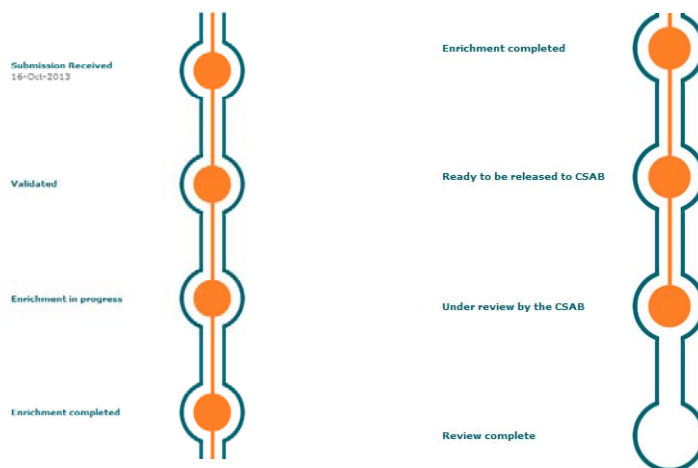 Submission Received
16-Oct-2013
Validated
Enrichment in progress
Enrichment completed
Enrichment completed
Ready to be released to CSAB
Under review by the CSAB
Review complete